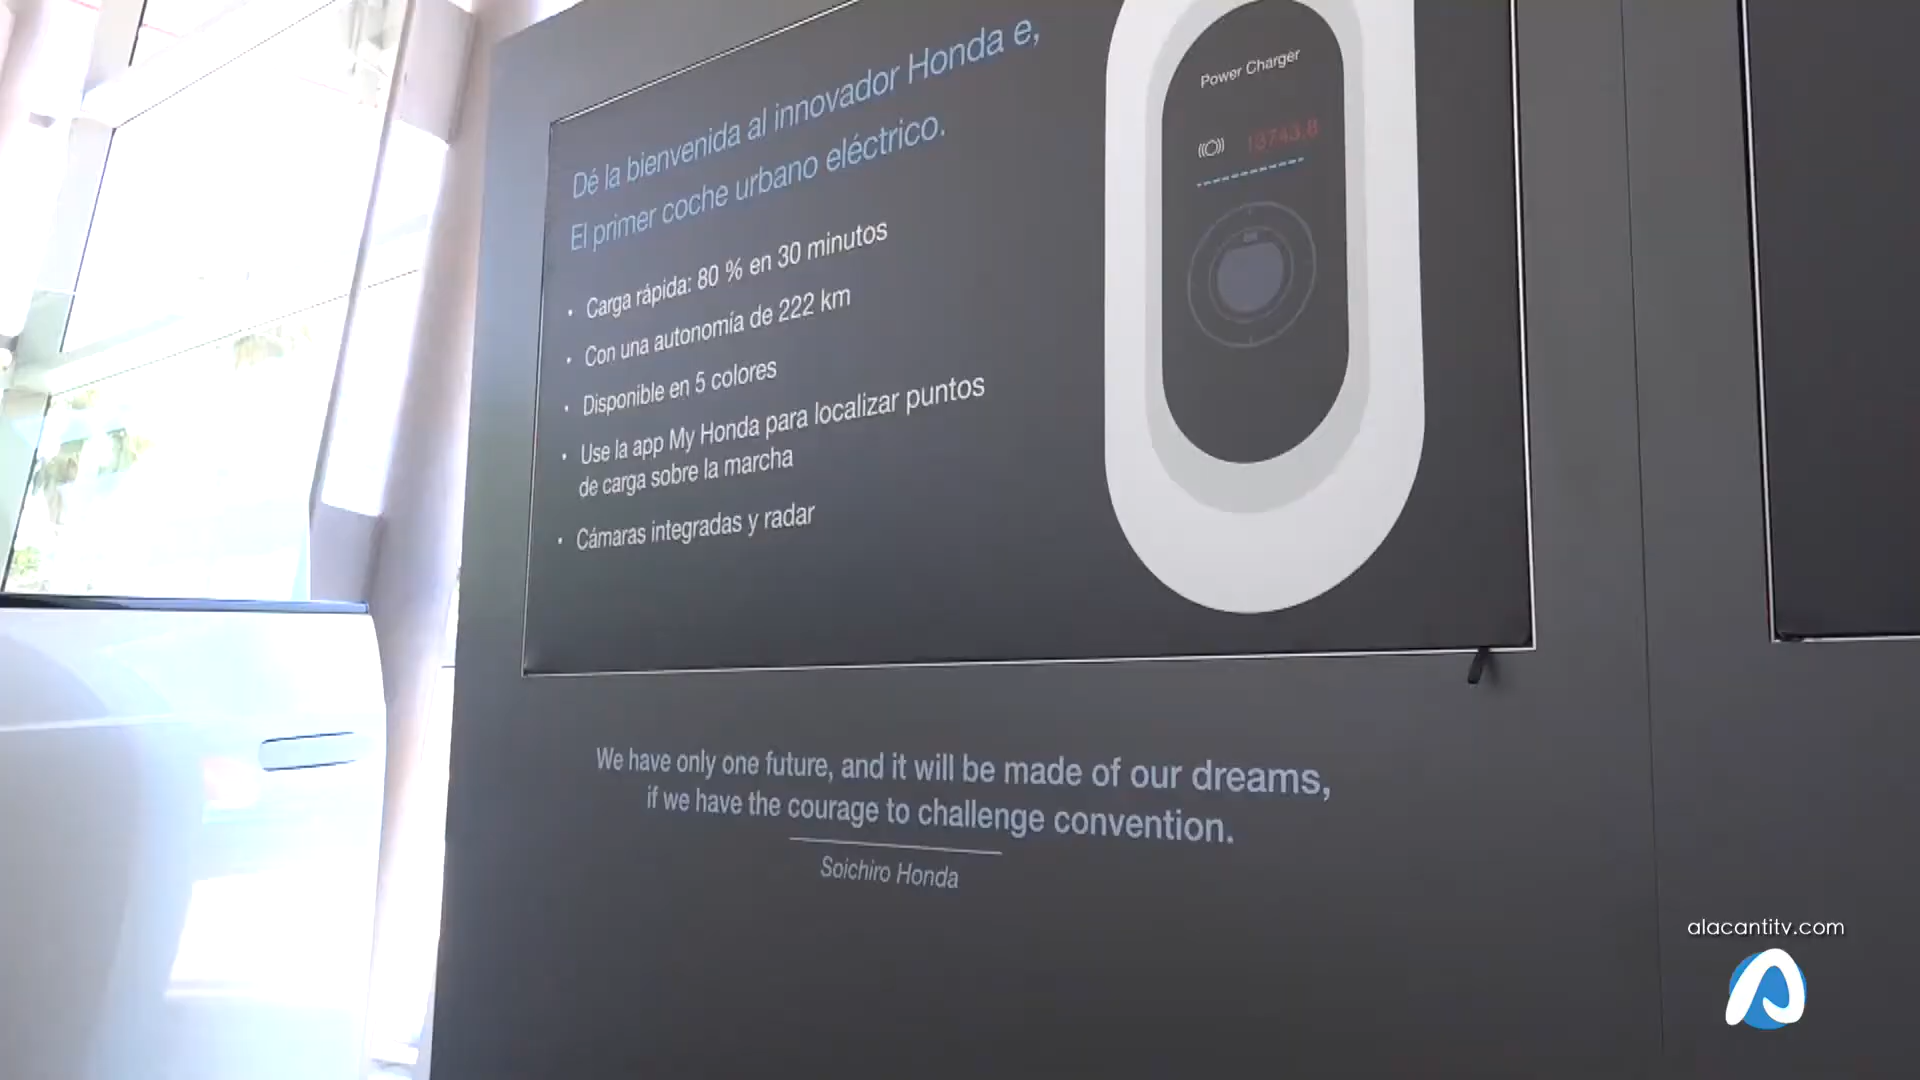 Dé la bienvenida al innovador Honda e,
El primer coche urbano eléctrico.
• Carga rápida: 80 % en 30 minutos
• Con una autonomía de 222 km
• Disponible en 5 colores
• Use la app My Honda para localizar puntos
de carga sobre la marcha
• Cámaras integradas y radar
Power Charger
13743.8
We have only one future, and it will be made of our dreams,
if we have the courage to challenge convention.
Soichiro Honda
alacantitv.com